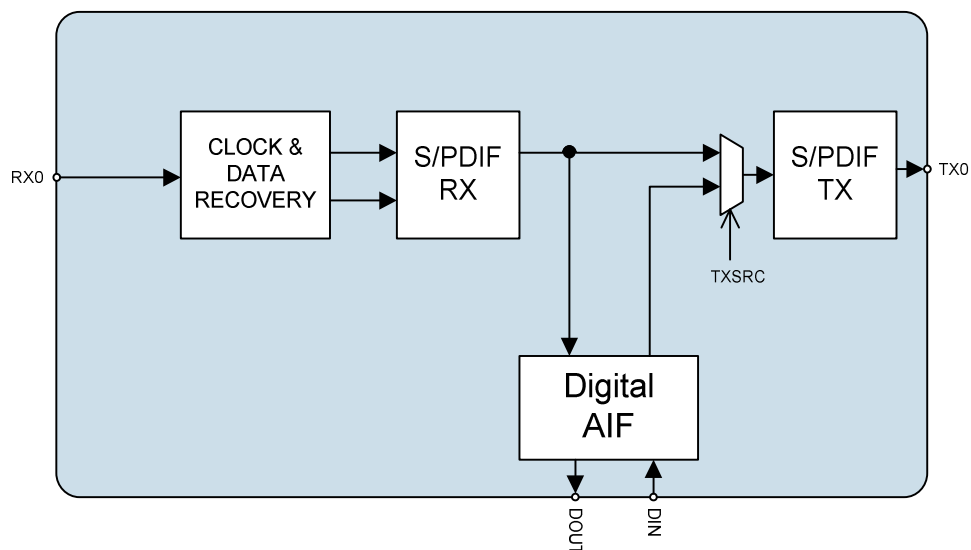 RX0
CLOCK &
DATA
RECOVERY
S/PDIF
RX
S/PDIF
TX
TX0
TXSRC
Digital
AIF
DOUT
DIN